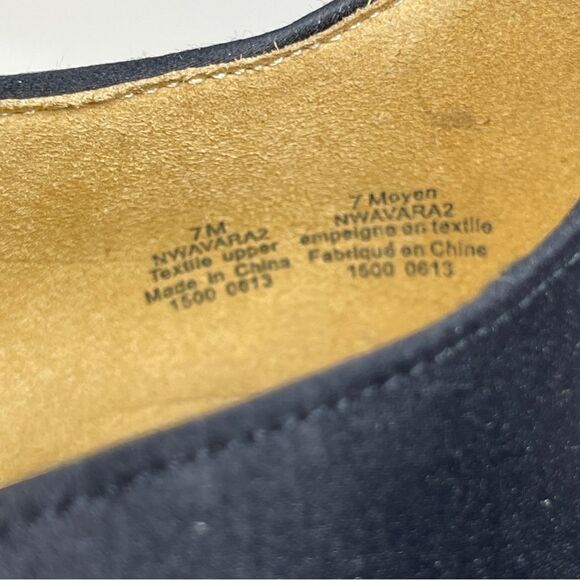 7M
NWAVARA2
Textile upper
Made in China
1500 0613
7 Moyen
NWAVARA2
empeigne en textile
Fabriqué en Chine
1500 0613